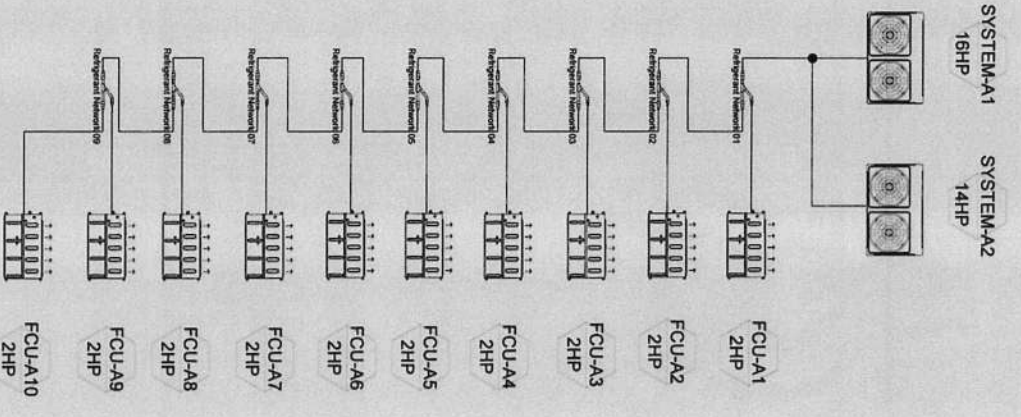 SYSTEM-A1
16HP
SYSTEM-A2
14HP
Refrigerant Network 01
Refrigerant Network 02
Refrigerant Network 03
Refrigerant Network 04
Refrigerant Network 05
Refrigerant Network 06
Refrigerant Network 07
Refrigerant Network 08
Refrigerant Network 09
FCU-A1
2HP
FCU-A2
2HP
FCU-A3
2HP
FCU-A4
2HP
FCU-A5
2HP
FCU-A6
2HP
FCU-A7
2HP
FCU-A8
2HP
FCU-A9
2HP
FCU-A10
2HP